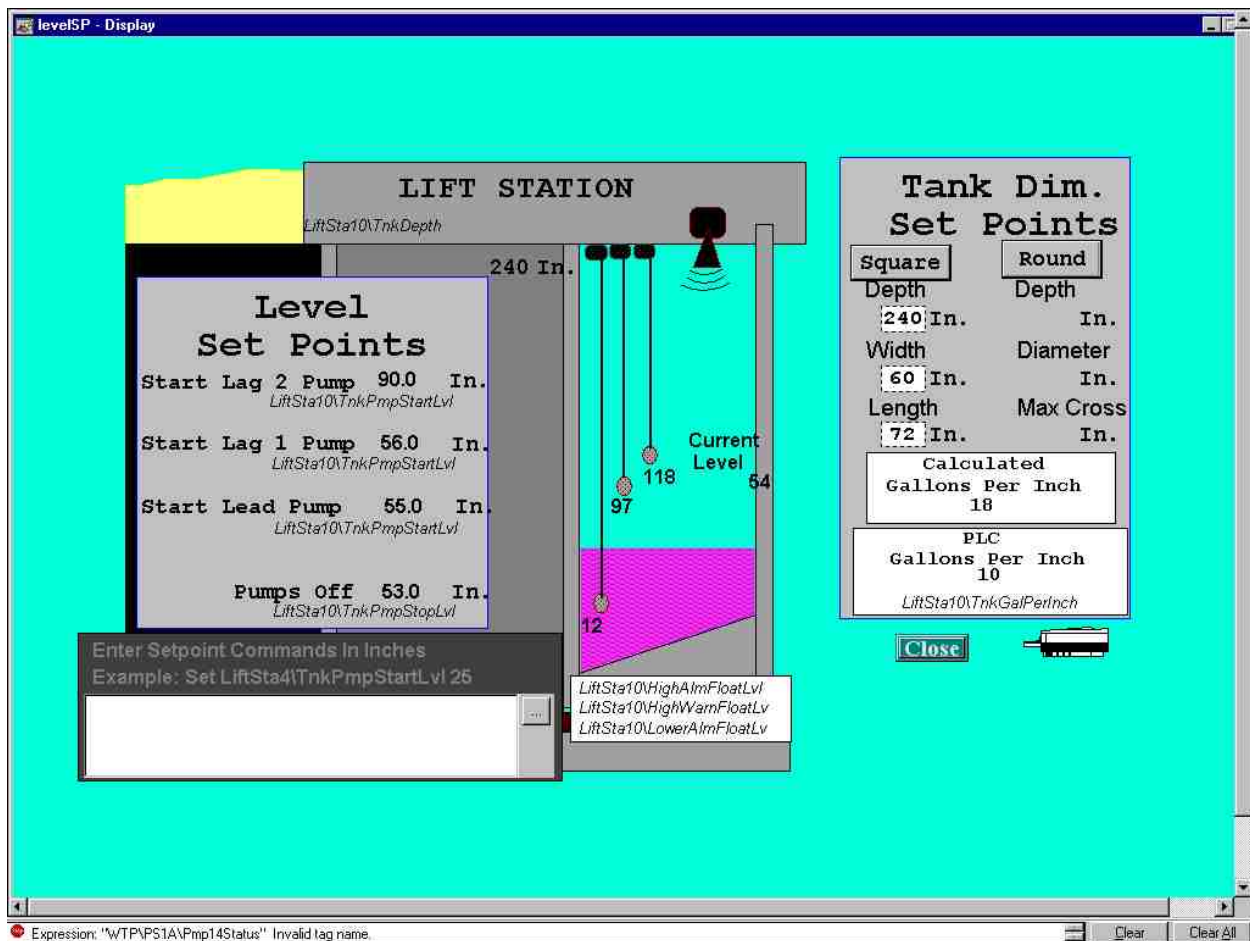 levelSP - Display
LIFT STATION
LiftSta10\TnkDepth
240 In.
Level
Set Points
Start Lag 2 Pump 90.0 In.
LiftSta10\TnkPmpStartLvl
Start Lag 1 Pump 56.0 In.
LiftSta10\TnkPmpStartLvl
Start Lead Pump 55.0 In.
LiftSta10\TnkPmpStartLvl
Pumps Off 53.0 In.
LiftSta10\TnkPmpStopLvl
Enter Setpoint Commands In Inches
Example: Set LiftSta4\TnkPmpStartLvl 25
...
Current
Level
54
118
97
12
LiftSta10\HighAlmFloatLvl
LiftSta10\HighWarnFloatLv
LiftSta10\LowerAlmFloatLv
Tank Dim.
Set Points
Square Round
Depth Depth
240 In. In.
Width Diameter
60 In. In.
Length Max Cross
72 In. In.
Calculated
Gallons Per Inch
18
PLC
Gallons Per Inch
10
LiftSta10\TnkGalPerInch
Close
Expression: "WTP\PS1A\Pmp14Status" Invalid tag name.
Clear
Clear All